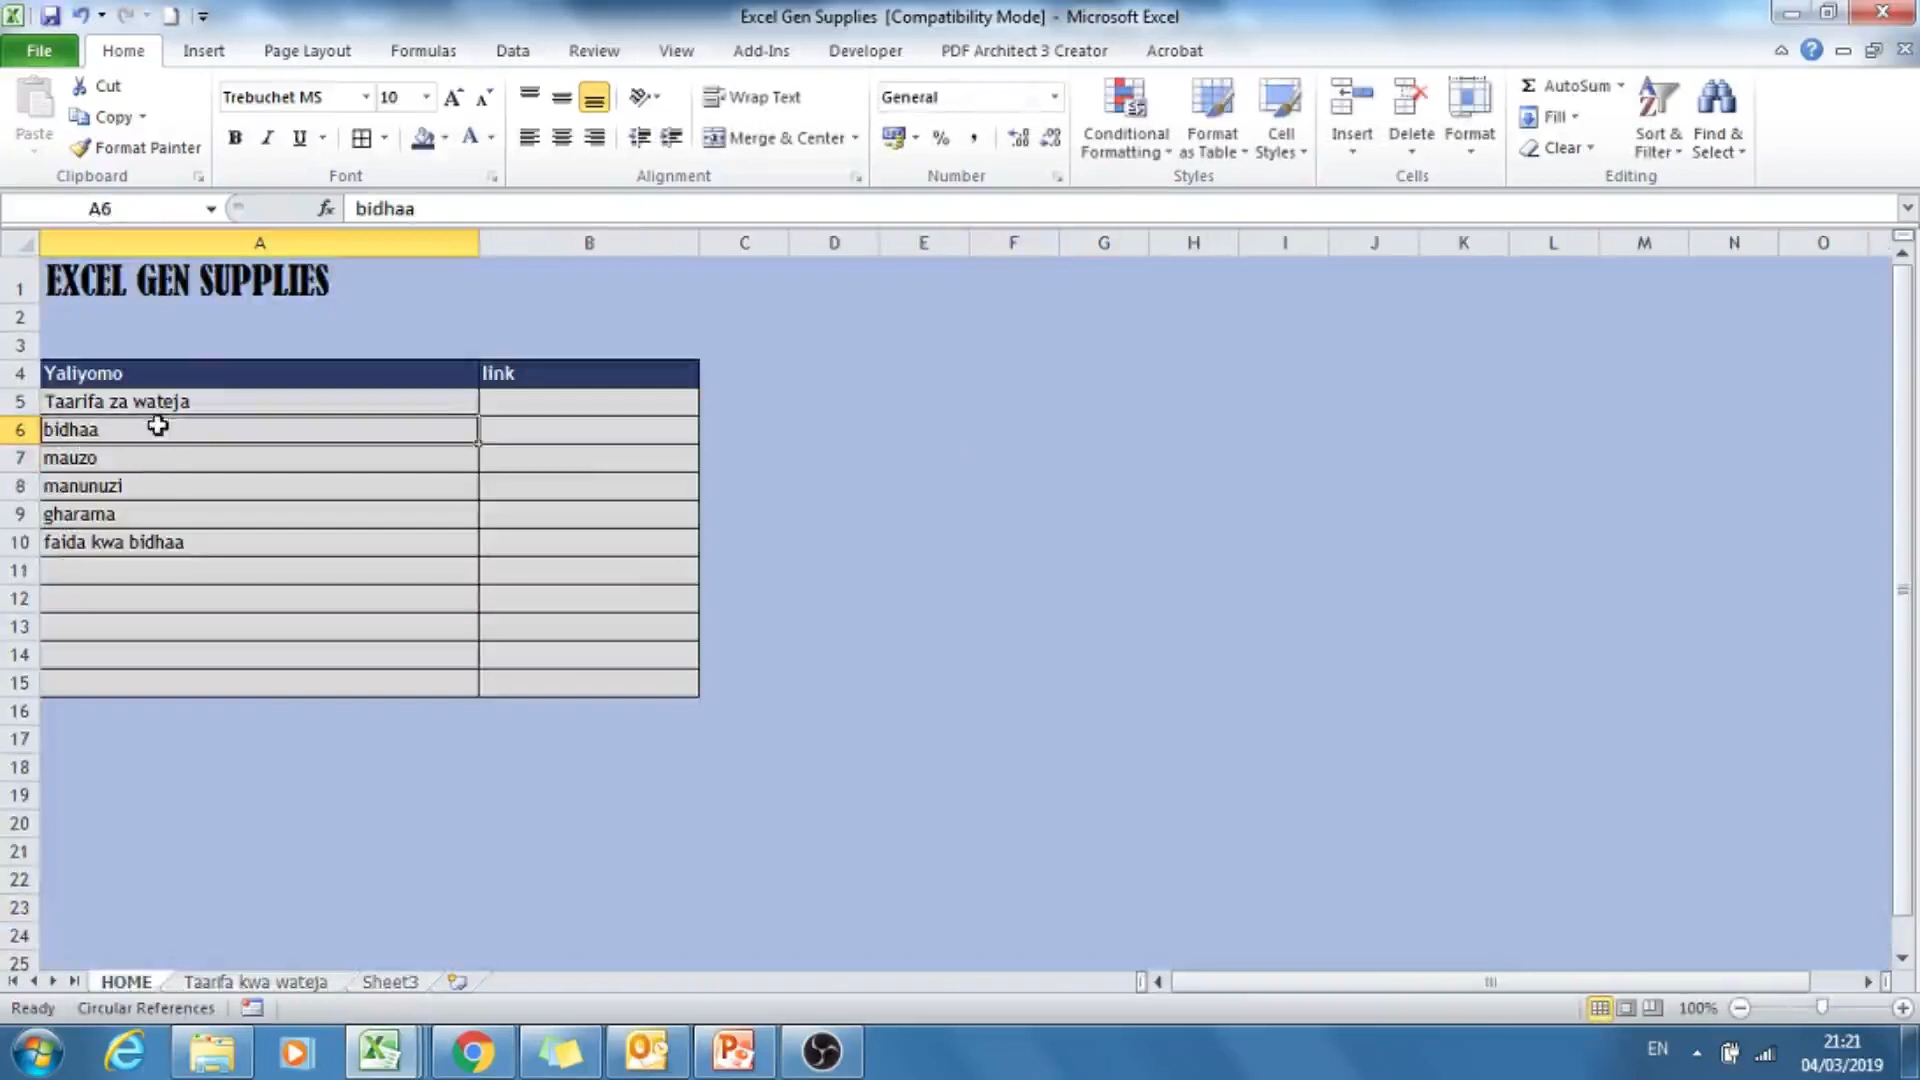 Excel Gen Supplies [Compatibility Mode] - Microsoft Excel
File Home Insert Page Layout Formulas Data Review View Add-Ins Developer PDF Architect 3 Creator Acrobat
Paste
Cut
Copy
Format Painter
Clipboard
Trebuchet MS 10
B I U
Font
Wrap Text
Merge & Center
Alignment
General
%
Number
Conditional Formatting
Format as Table
Cell Styles
Styles
Insert
Delete
Format
Cells
AutoSum
Fill
Clear
Sort & Filter
Find & Select
Editing
A6 fx bidhaa
A B C D E F G H I J K L M N O
1 EXCEL GEN SUPPLIES
2
3
4 Yaliyomo link
5 Taarifa za wateja
6 bidhaa
7 mauzo
8 manunuzi
9 gharama
10 faida kwa bidhaa
11
12
13
14
15
16
17
18
19
20
21
22
23
24
25
HOME Taarifa kwa wateja Sheet3
Ready Circular References 100%
EN 21:21
04/03/2019